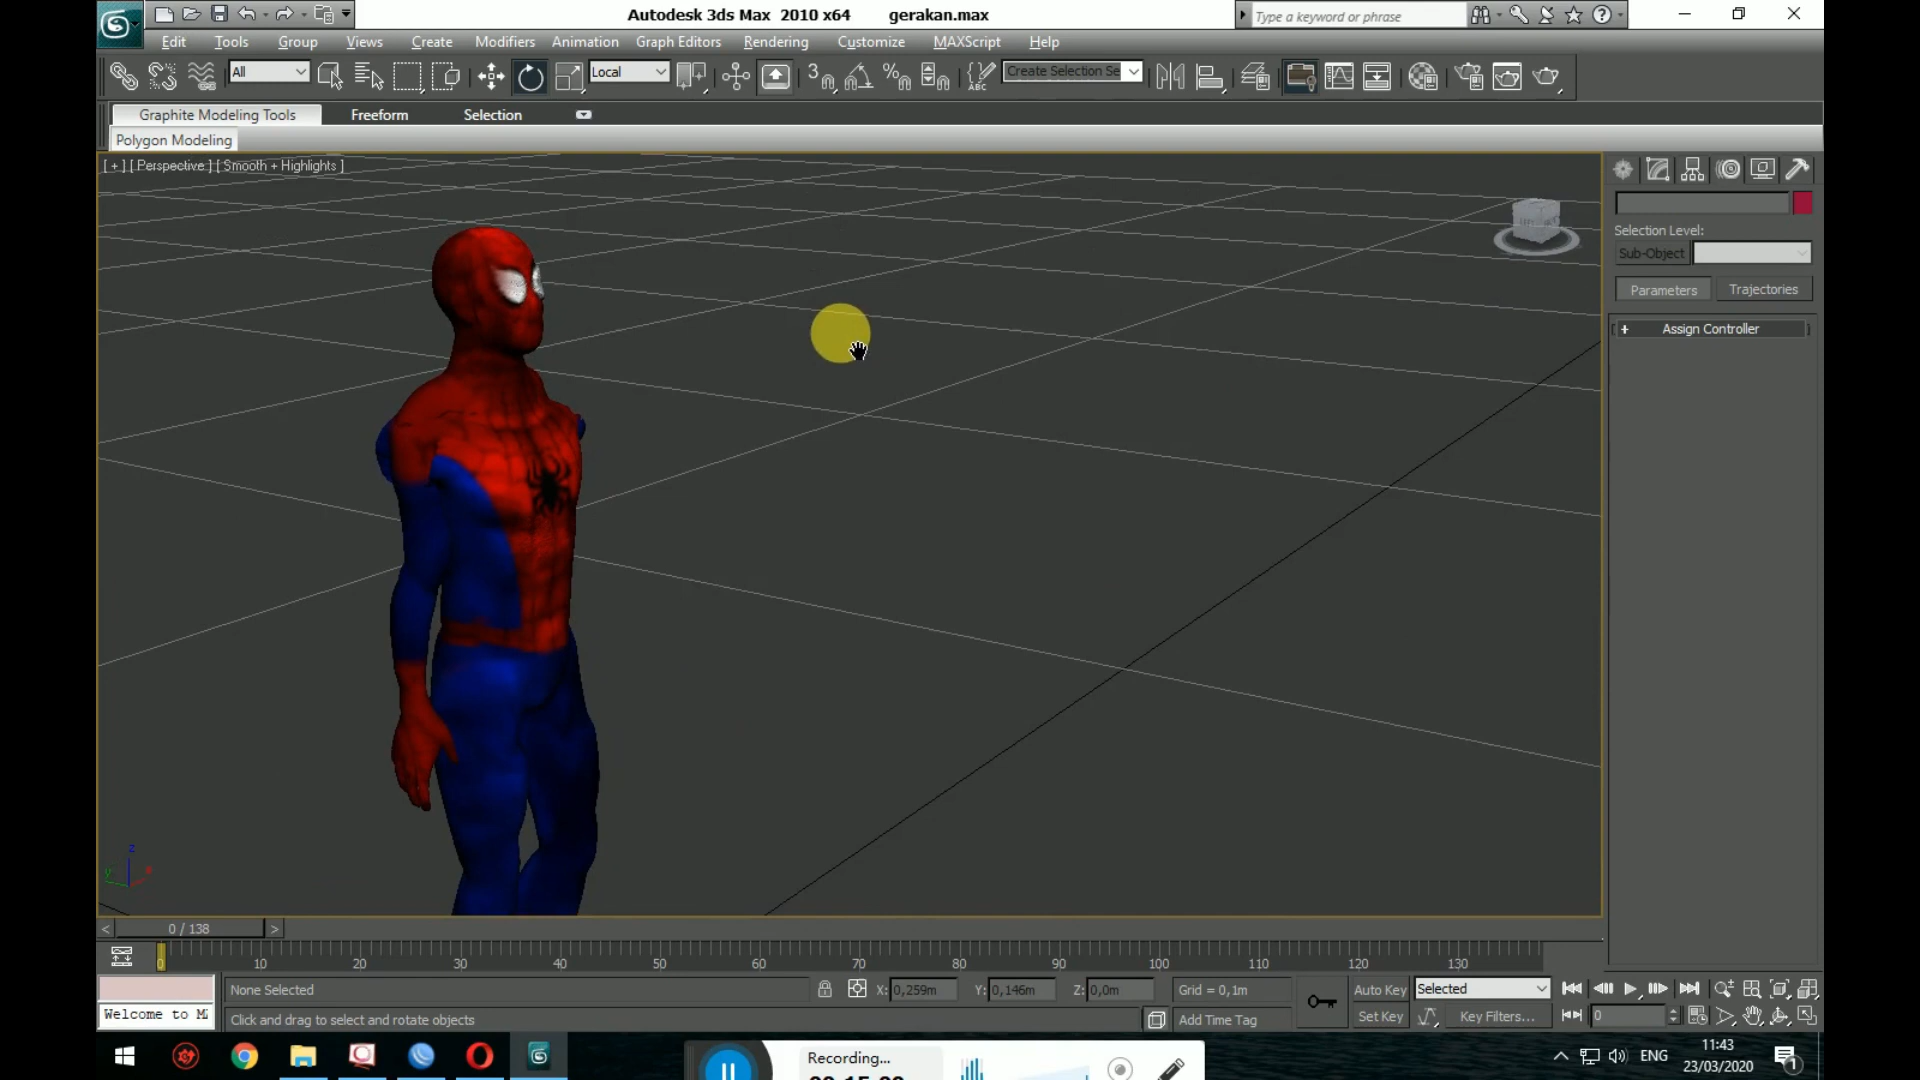 Autodesk 3ds Max 2010 x64 gerakan.max
Type a keyword or phrase
Edit Tools Group Views Create Modifiers Animation Graph Editors Rendering Customize MAXScript Help
All
Local
3
%
ABC
Create Selection Se
Graphite Modeling Tools Freeform Selection
Polygon Modeling
[ + ] [ Perspective ] [ Smooth + Highlights ]
Selection Level:
Sub-Object
Parameters Trajectories
+ Assign Controller
z
y
< 0 / 138 >
0 10 20 30 40 50 60 70 80 90 100 110 120 130
None Selected X: 0,259m Y: 0,146m Z: 0,0m Grid = 0,1m Auto Key Selected
Welcome to Click and drag to select and rotate objects Add Time Tag Set Key Key Filters... 0
Recording...
ENG
11:43
23/03/2020
1